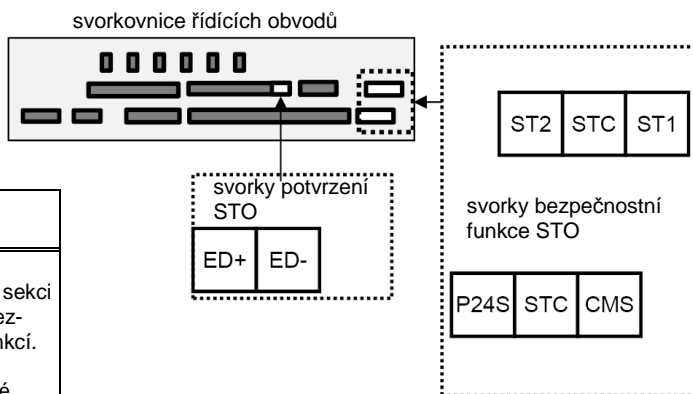 svorkovnice řídících obvodů
ST2 STC ST1
svorky potvrzení
STO
ED+ ED-
svorky bezpečnostní
funkce STO
P24S STC CMS
sekci
ez-
nkcí.
é